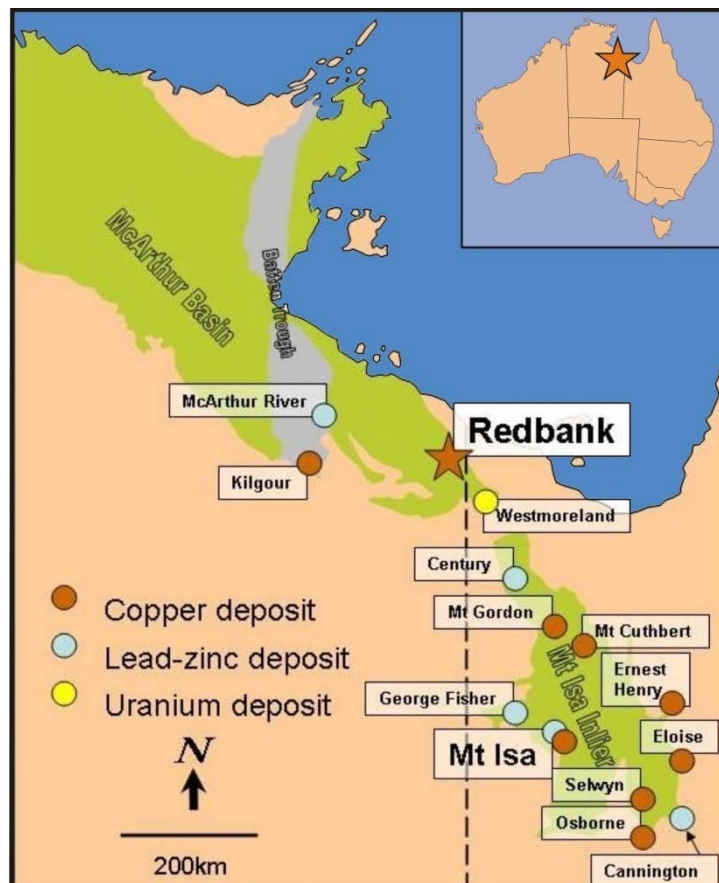 McArthur Basin
Batten Trough
McArthur River
Redbank
Kilgour
Westmoreland
Century
Copper deposit
Mt Gordon
Mt Cuthbert
Lead-zinc deposit
Mt Isa Inlier
Ernest
Henry
Uranium deposit
George Fisher
N
Eloise
Mt Isa
Selwyn
Osborne
200km
Cannington